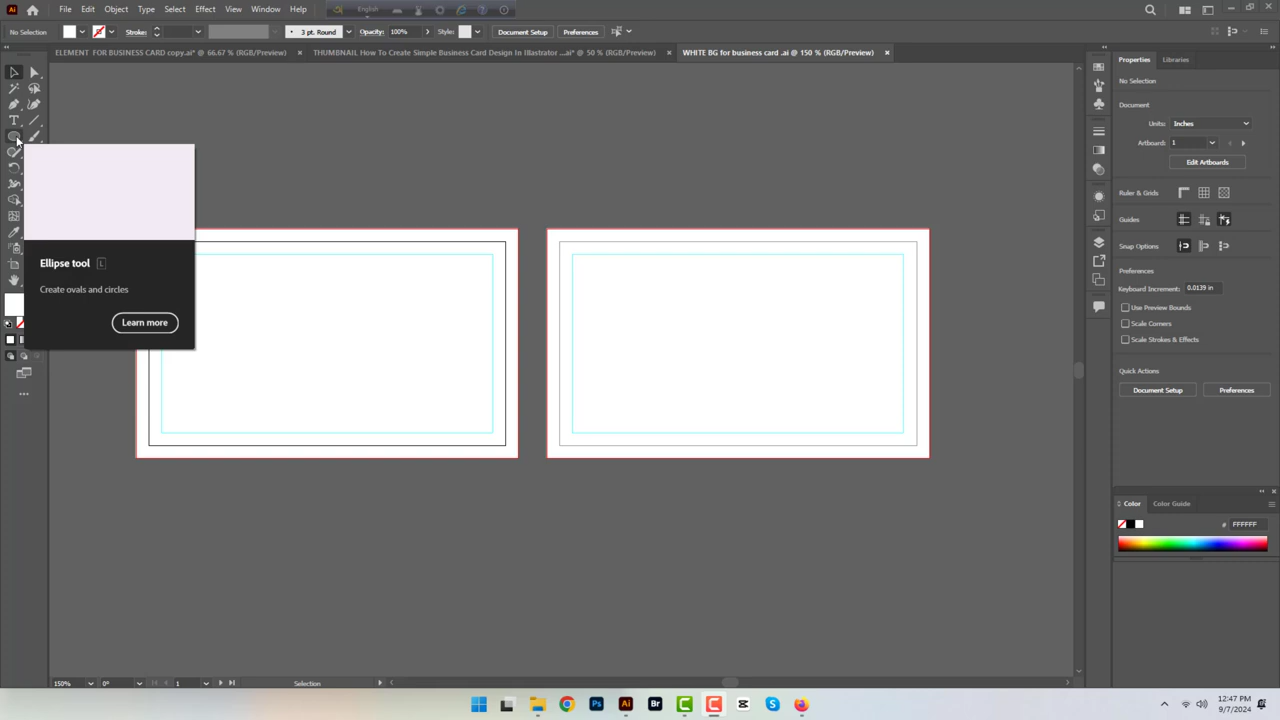 Ai File Edit Object Type Select Effect View Window Help English
No Selection Stroke: 3 pt. Round Opacity: 100% Style: Document Setup Preferences
ELEMENT FOR BUSINESS CARD copy.ai* @ 66.67 % (RGB/Preview) × THUMBNAIL How To Create Simple Business Card Design In Illustrator ...ai* @ 50 % (RGB/Preview) × WHITE BG for business card .ai @ 150 % (RGB/Preview) ×
Properties Libraries
No Selection
Document
Units: Inches
Artboard: 1
Edit Artboards
Ruler & Grids
Guides
Snap Options
Preferences
Keyboard Increment: 0.0139 in
Use Preview Bounds
Scale Corners
Scale Strokes & Effects
Quick Actions
Document Setup Preferences
Ellipse tool L
Create ovals and circles
Learn more
Color Color Guide
# FFFFFF
150% 0° 1 Selection
Ps Ai Br
12:47 PM
9/7/2024